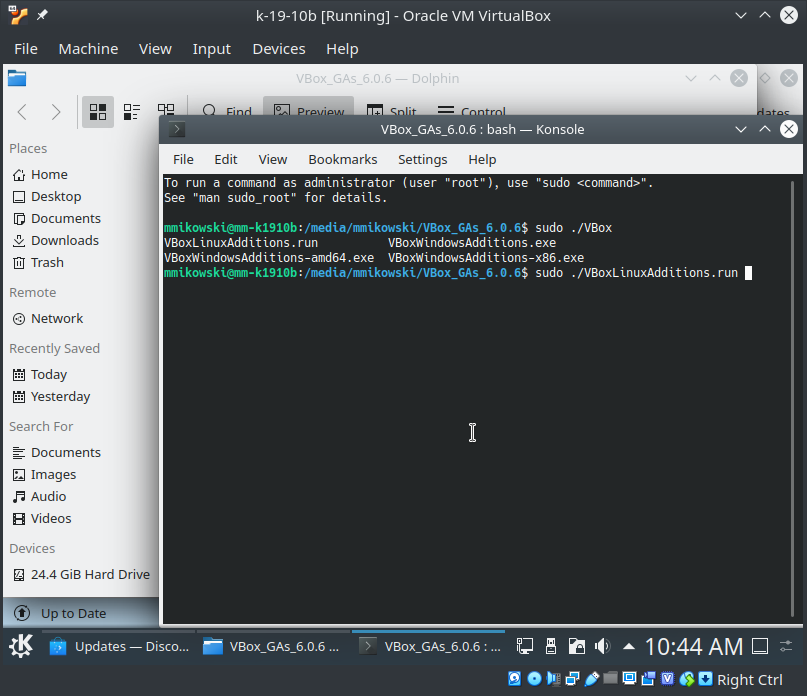 k-19-10b [Running] - Oracle VM VirtualBox
File Machine View Input Devices Help
VBox_GAs_6.0.6 — Dolphin
Find Preview Split Control
dates
VBox_GAs_6.0.6 : bash — Konsole
File Edit View Bookmarks Settings Help
To run a command as administrator (user "root"), use "sudo <command>".
See "man sudo_root" for details.
mmikowski@mm-k1910b:/media/mmikowski/VBox_GAs_6.0.6$ sudo ./VBox
VBoxLinuxAdditions.run VBoxWindowsAdditions.exe
VBoxWindowsAdditions-amd64.exe VBoxWindowsAdditions-x86.exe
mmikowski@mm-k1910b:/media/mmikowski/VBox_GAs_6.0.6$ sudo ./VBoxLinuxAdditions.run
Places
Home
Desktop
Documents
Downloads
Trash
Remote
Network
Recently Saved
Today
Yesterday
Search For
Documents
Images
Audio
Videos
Devices
24.4 GiB Hard Drive
Up to Date
Updates — Disco... VBox_GAs_6.0.6 ... VBox_GAs_6.0.6 : ... 10:44 AM
Right Ctrl